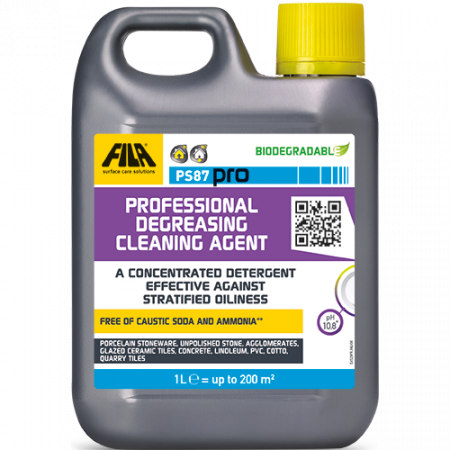 FILA
surface care solutions
BIODEGRADABLE
PS87 pro
PROFESSIONAL
DEGREASING
CLEANING AGENT
A CONCENTRATED DETERGENT
EFFECTIVE AGAINST
STRATIFIED OILINESS
pH
10.8*
FREE OF CAUSTIC SODA AND AMMONIA**
PORCELAIN STONEWARE, UNPOLISHED STONE, AGGLOMERATES,
GLAZED CERAMIC TILES, CONCRETE, LINOLEUM, PVC, COTTO,
QUARRY TILES
1 L e = up to 200 m²